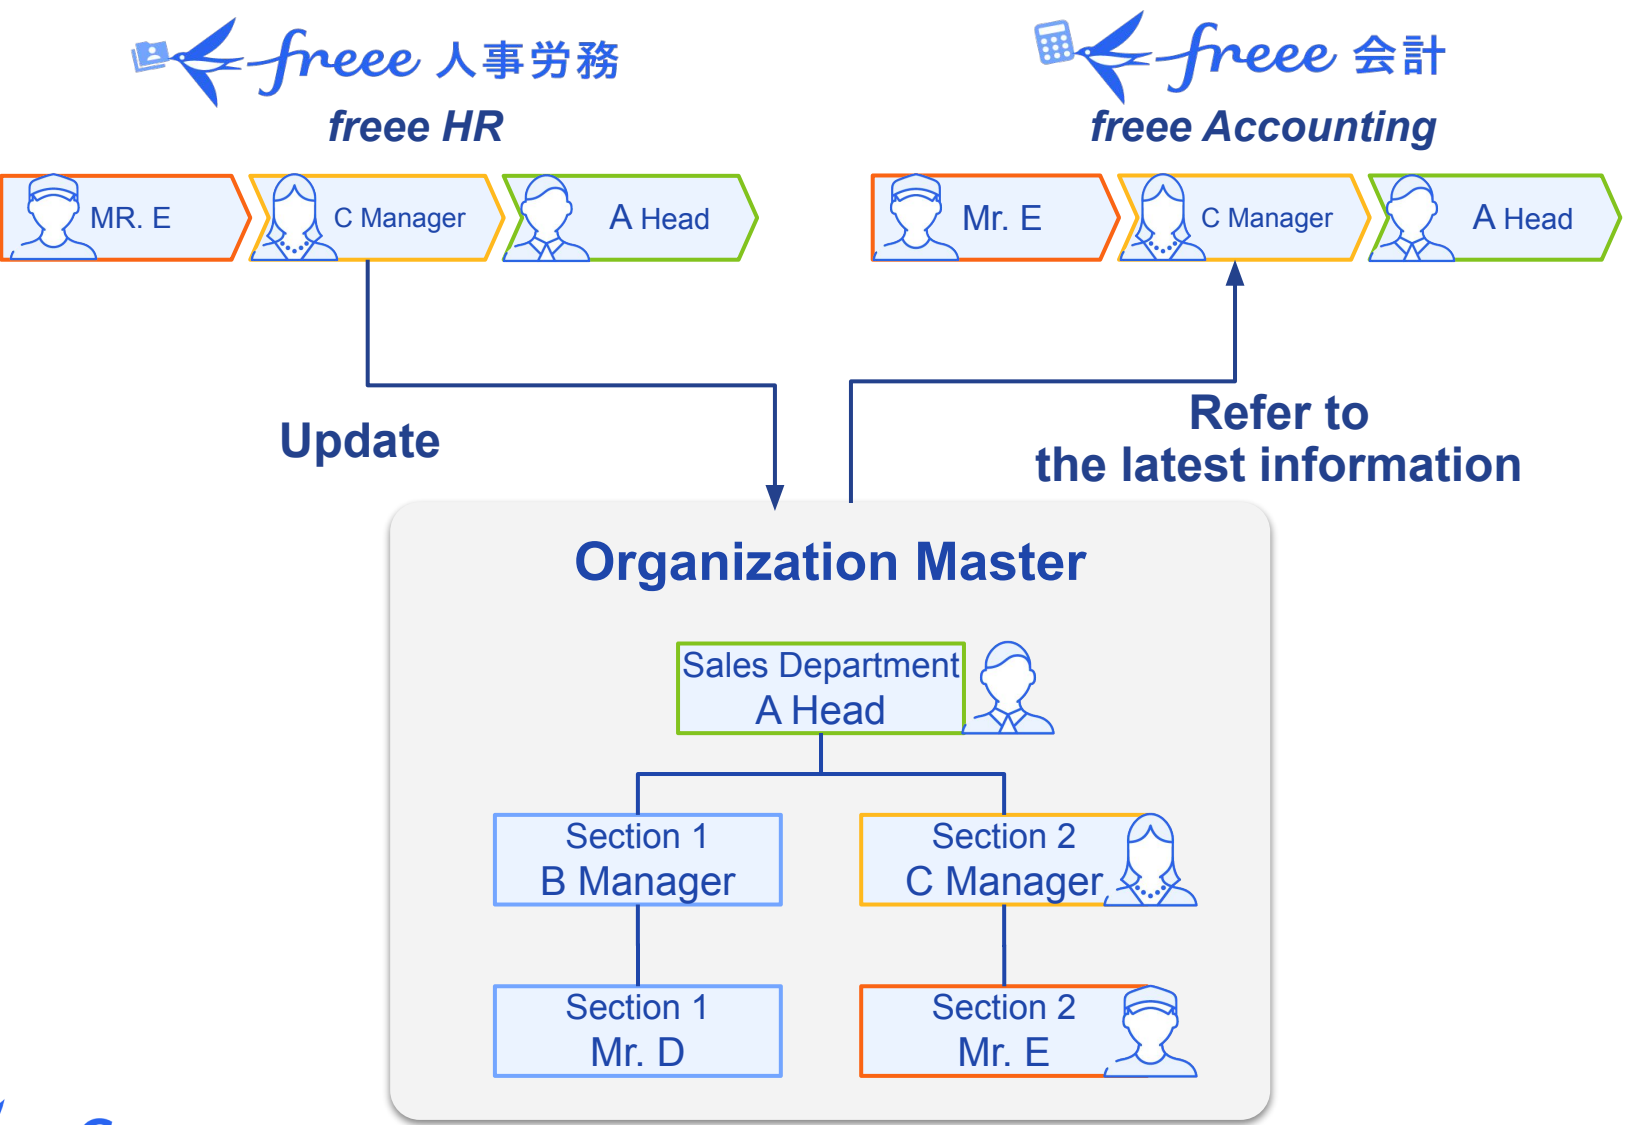 freee 人事労務
freee HR
MR. E
C Manager
A Head
freee 会計
freee Accounting
Mr. E
C Manager
A Head
Update
Refer to
the latest information
Organization Master
Sales Department
A Head
Section 1
B Manager
Section 2
C Manager
Section 1
Mr. D
Section 2
Mr. E